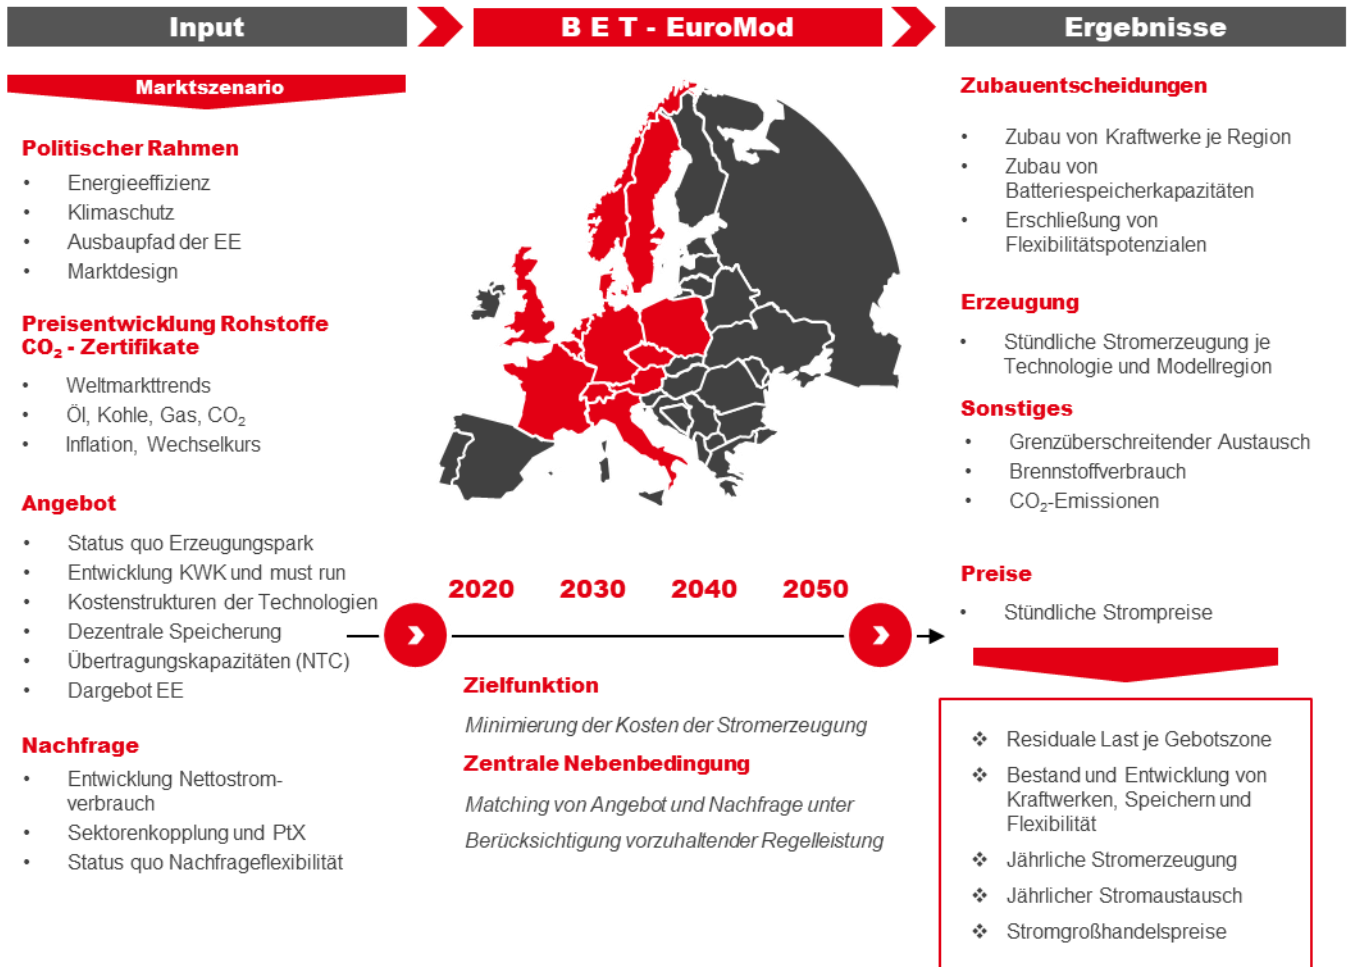 Input
B E T - EuroMod
Ergebnisse
Marktszenario
Politischer Rahmen
• Energieeffizienz
• Klimaschutz
• Ausbaupfad der EE
• Marktdesign
Preisentwicklung Rohstoffe
CO₂ - Zertifikate
• Weltmarkttrends
• Öl, Kohle, Gas, CO₂
• Inflation, Wechselkurs
Angebot
• Status quo Erzeugungspark
• Entwicklung KWK und must run
• Kostenstrukturen der Technologien
• Dezentrale Speicherung
• Übertragungskapazitäten (NTC)
• Dargebot EE
Nachfrage
• Entwicklung Nettostrom-
verbrauch
• Sektorenkopplung und PtX
• Status quo Nachfrageflexibilität
2020 2030 2040 2050
Zielfunktion
Minimierung der Kosten der Stromerzeugung
Zentrale Nebenbedingung
Matching von Angebot und Nachfrage unter
Berücksichtigung vorzuhaltender Regelleistung
Zubauentscheidungen
• Zubau von Kraftwerke je Region
• Zubau von
Batteriespeicherkapazitäten
• Erschließung von
Flexibilitätspotenzialen
Erzeugung
• Stündliche Stromerzeugung je
Technologie und Modellregion
Sonstiges
• Grenzüberschreitender Austausch
• Brennstoffverbrauch
• CO₂-Emissionen
Preise
• Stündliche Strompreise
❖ Residuale Last je Gebotszone
❖ Bestand und Entwicklung von
Kraftwerken, Speichern und
Flexibilität
❖ Jährliche Stromerzeugung
❖ Jährlicher Stromaustausch
❖ Stromgroßhandelspreise